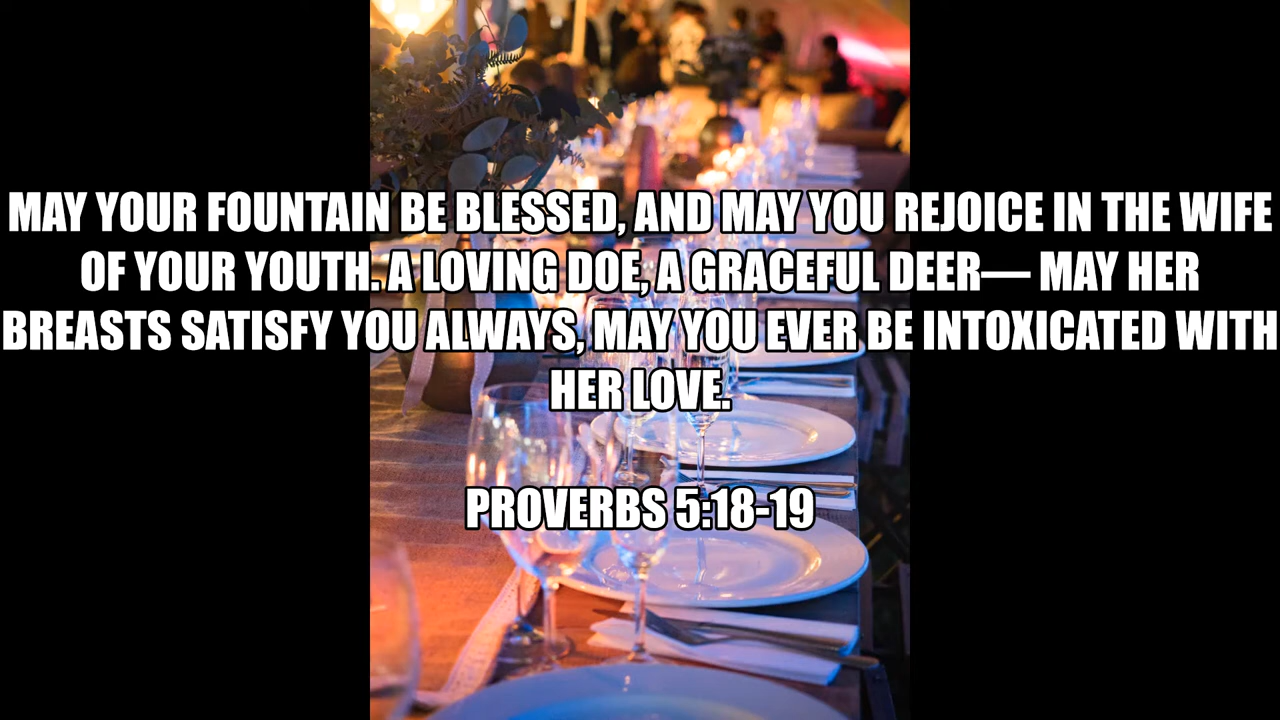 MAY YOUR FOUNTAIN BE BLESSED, AND MAY YOU REJOICE IN THE WIFE
OF YOUR YOUTH. A LOVING DOE, A GRACEFUL DEER— MAY HER
BREASTS SATISFY YOU ALWAYS, MAY YOU EVER BE INTOXICATED WITH
HER LOVE.
PROVERBS 5:18-19